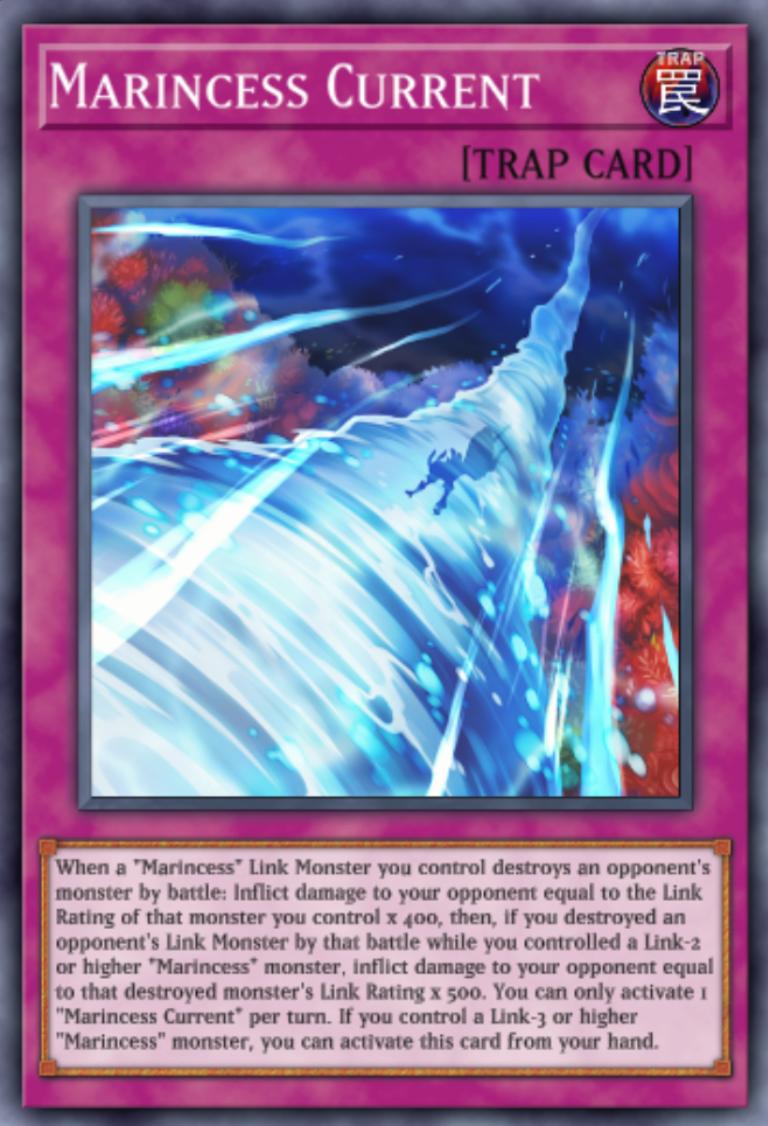 Marincess Current
TRAP
罠
[TRAP CARD]
When a "Marincess" Link Monster you control destroys an opponent's
monster by battle: Inflict damage to your opponent equal to the Link
Rating of that monster you control x 400, then, if you destroyed an
opponent's Link Monster by that battle while you controlled a Link-2
or higher "Marincess" monster, inflict damage to your opponent equal
to that destroyed monster's Link Rating x 500. You can only activate 1
"Marincess Current" per turn. If you control a Link-3 or higher
"Marincess" monster, you can activate this card from your hand.